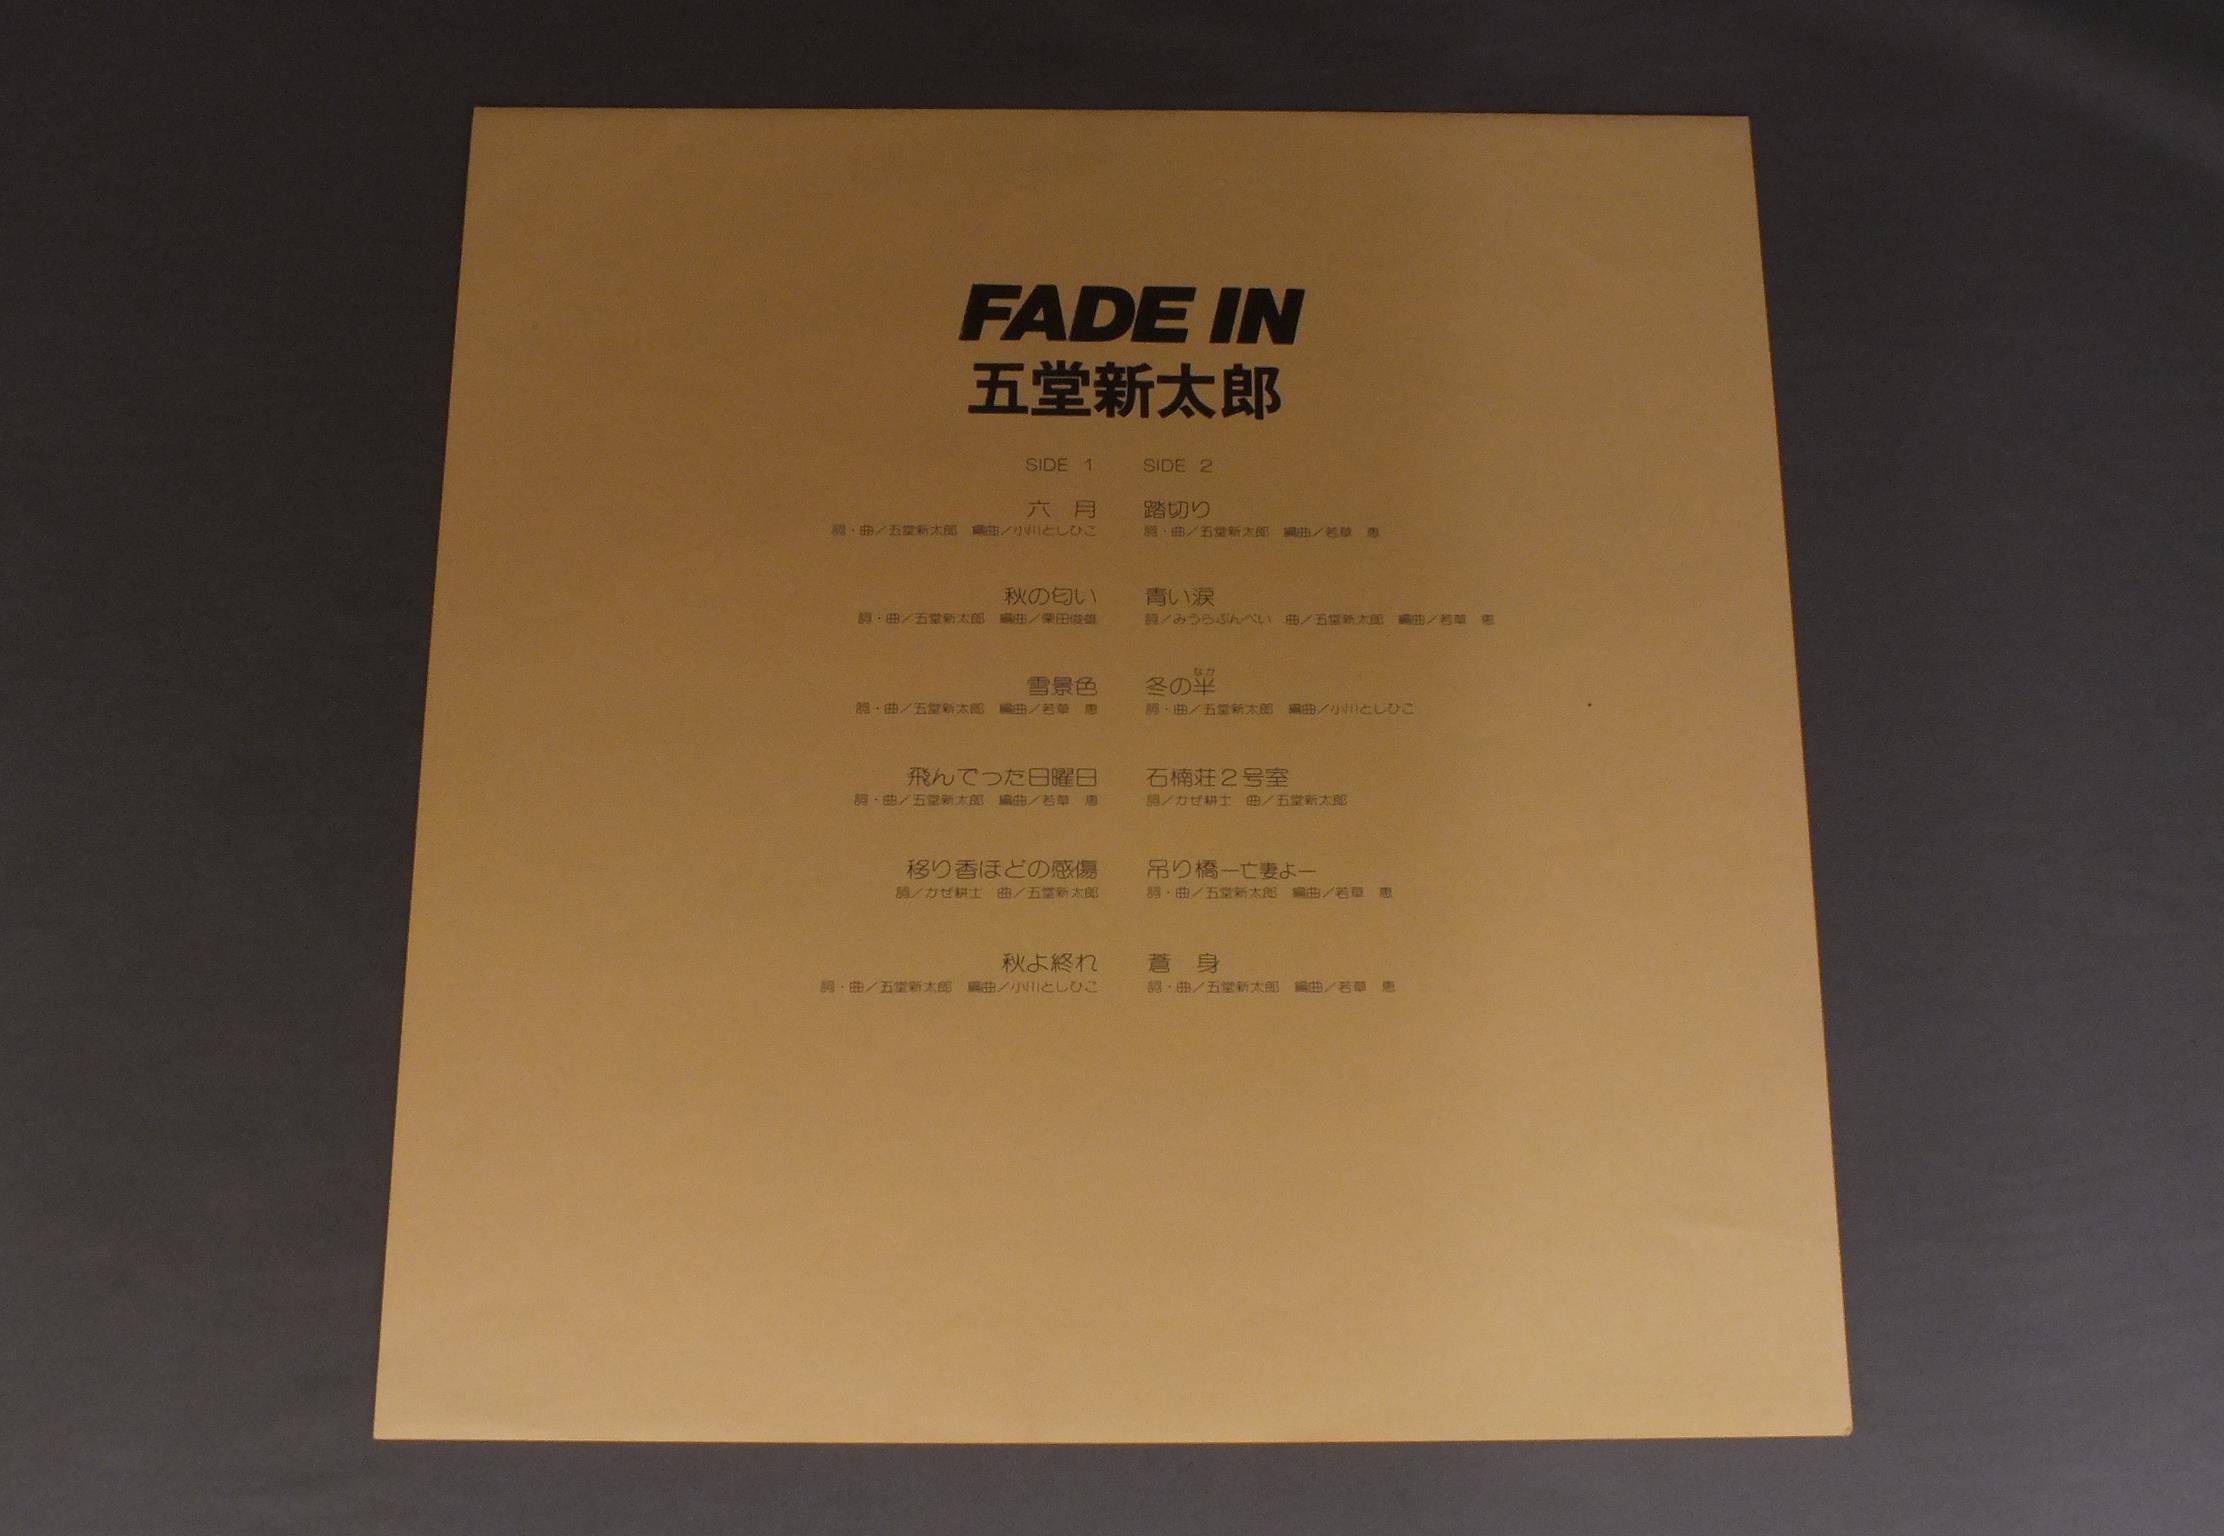 FADE IN
五堂新太郎
SIDE 1
六 月
詞・曲/五堂新太郎 編曲/小川としひこ
秋の匂い
詞・曲/五堂新太郎 編曲/栗田俊雄
雪景色
詞・曲/五堂新太郎 編曲/若草 恵
飛んでった日曜日
詞・曲/五堂新太郎 編曲/若草 恵
移り香ほどの感傷
詞/かぜ耕士 曲/五堂新太郎
秋よ終れ
詞・曲/五堂新太郎 編曲/小川としひこ
SIDE 2
踏切り
詞・曲/五堂新太郎 編曲/若草 恵
青い涙
詞/みうらぶんぺい 曲/五堂新太郎 編曲/若草 恵
なか
冬の半
詞・曲/五堂新太郎 編曲/小川としひこ
石楠荘2号室
詞/かぜ耕士 曲/五堂新太郎
吊り橋—亡妻よ—
詞・曲/五堂新太郎 編曲/若草 恵
蒼 身
詞・曲/五堂新太郎 編曲/若草 恵